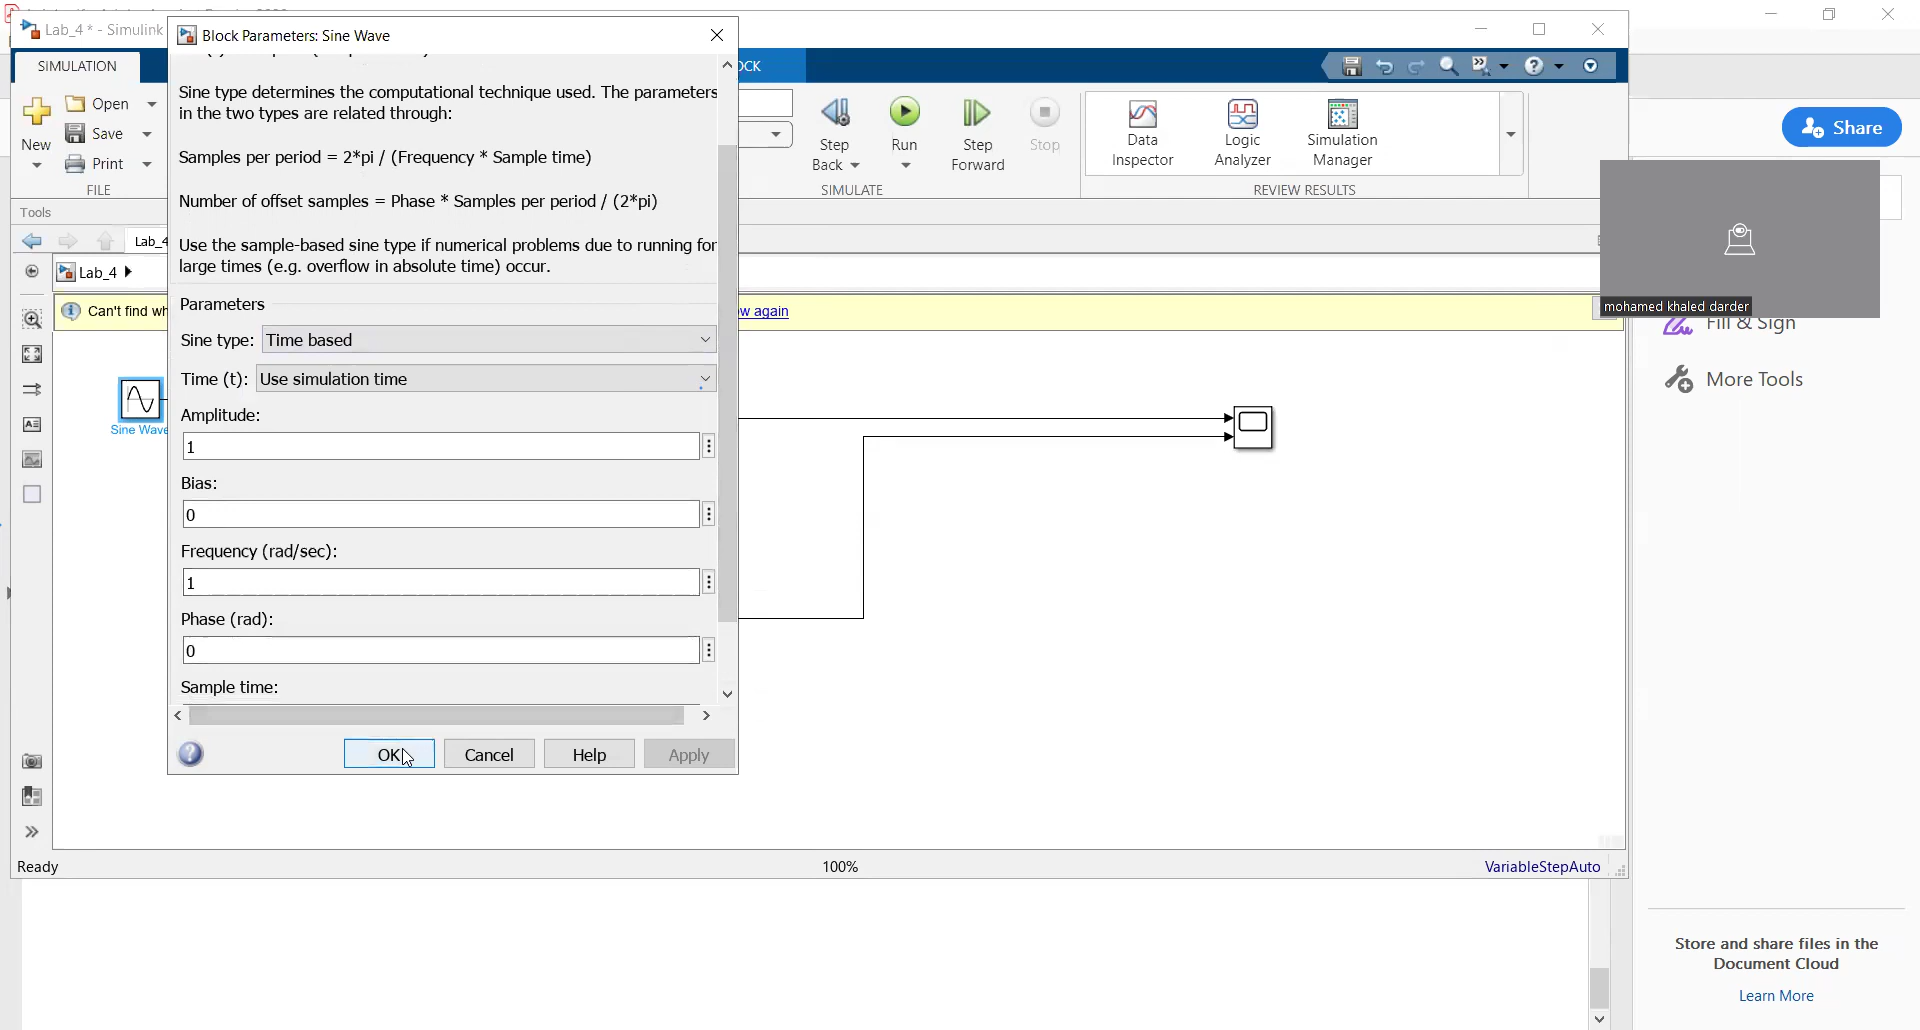 Lab_4 * - Simulink
Block Parameters: Sine Wave
SIMULATION
OCK
Sine type determines the computational technique used. The parameters
in the two types are related through:
Samples per period = 2*pi / (Frequency * Sample time)
Number of offset samples = Phase * Samples per period / (2*pi)
Use the sample-based sine type if numerical problems due to running for
large times (e.g. overflow in absolute time) occur.
Parameters
Sine type: Time based
Time (t): Use simulation time
Amplitude:
1
Bias:
0
Frequency (rad/sec):
1
Phase (rad):
0
Sample time:
OK
Cancel
Help
Apply
New
Open
Save
Print
FILE
Tools
Lab_4
Lab_4
Can't find wh
w again
Sine Wave
Step
Back
Run
Step
Forward
Stop
SIMULATE
Data
Inspector
Logic
Analyzer
Simulation
Manager
REVIEW RESULTS
Share
mohamed khaled darder
Fill & Sign
More Tools
Ready
100%
VariableStepAuto
Store and share files in the
Document Cloud
Learn More